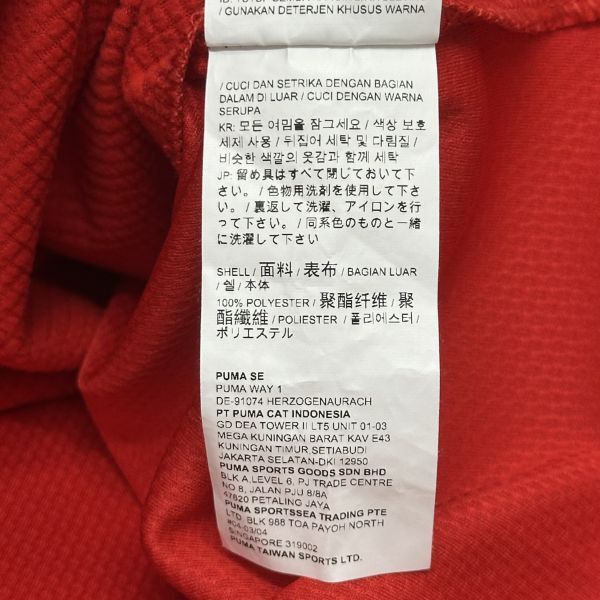 / GUNAKAN DETERJEN KHUSUS WARNA
/ CUCI DAN SETRIKA DENGAN BAGIAN
DALAM DI LUAR / CUCI DENGAN WARNA
SERUPA
KR: 모든 여밈을 잠그세요 / 색상 보호
세제 사용 / 뒤집어 세탁 및 다림질 /
비슷한 색깔의 옷감과 함께 세탁
JP: 留め具はすべて閉じておいて下
さい。 / 色物用洗剤を使用して下さ
い。 / 裏返して洗濯、アイロンを行
って下さい。 / 同系色のものと一緒
に洗濯して下さい
SHELL / 面料 / 表布 / BAGIAN LUAR
/ 쉘 / 本体
100% POLYESTER / 聚酯纤维 / 聚
酯纖維 / POLIESTER / 폴리에스터 /
ポリエステル
PUMA SE
PUMA WAY 1
DE-91074 HERZOGENAURACH
PT PUMA CAT INDONESIA
GD DEA TOWER II LT5 UNIT 01-03
MEGA KUNINGAN BARAT KAV E43
KUNINGAN TIMUR,SETIABUDI
JAKARTA SELATAN-DKI 12950
PUMA SPORTS GOODS SDN BHD
BLK A,LEVEL 6, PJ TRADE CENTRE
NO 8, JALAN PJU 8/8A
47820 PETALING JAYA
PUMA SPORTSSEA TRADING PTE
LTD, BLK 988 TOA PAYOH NORTH
#04-03/04
SINGAPORE 319002
PUMA TAIWAN SPORTS LTD.